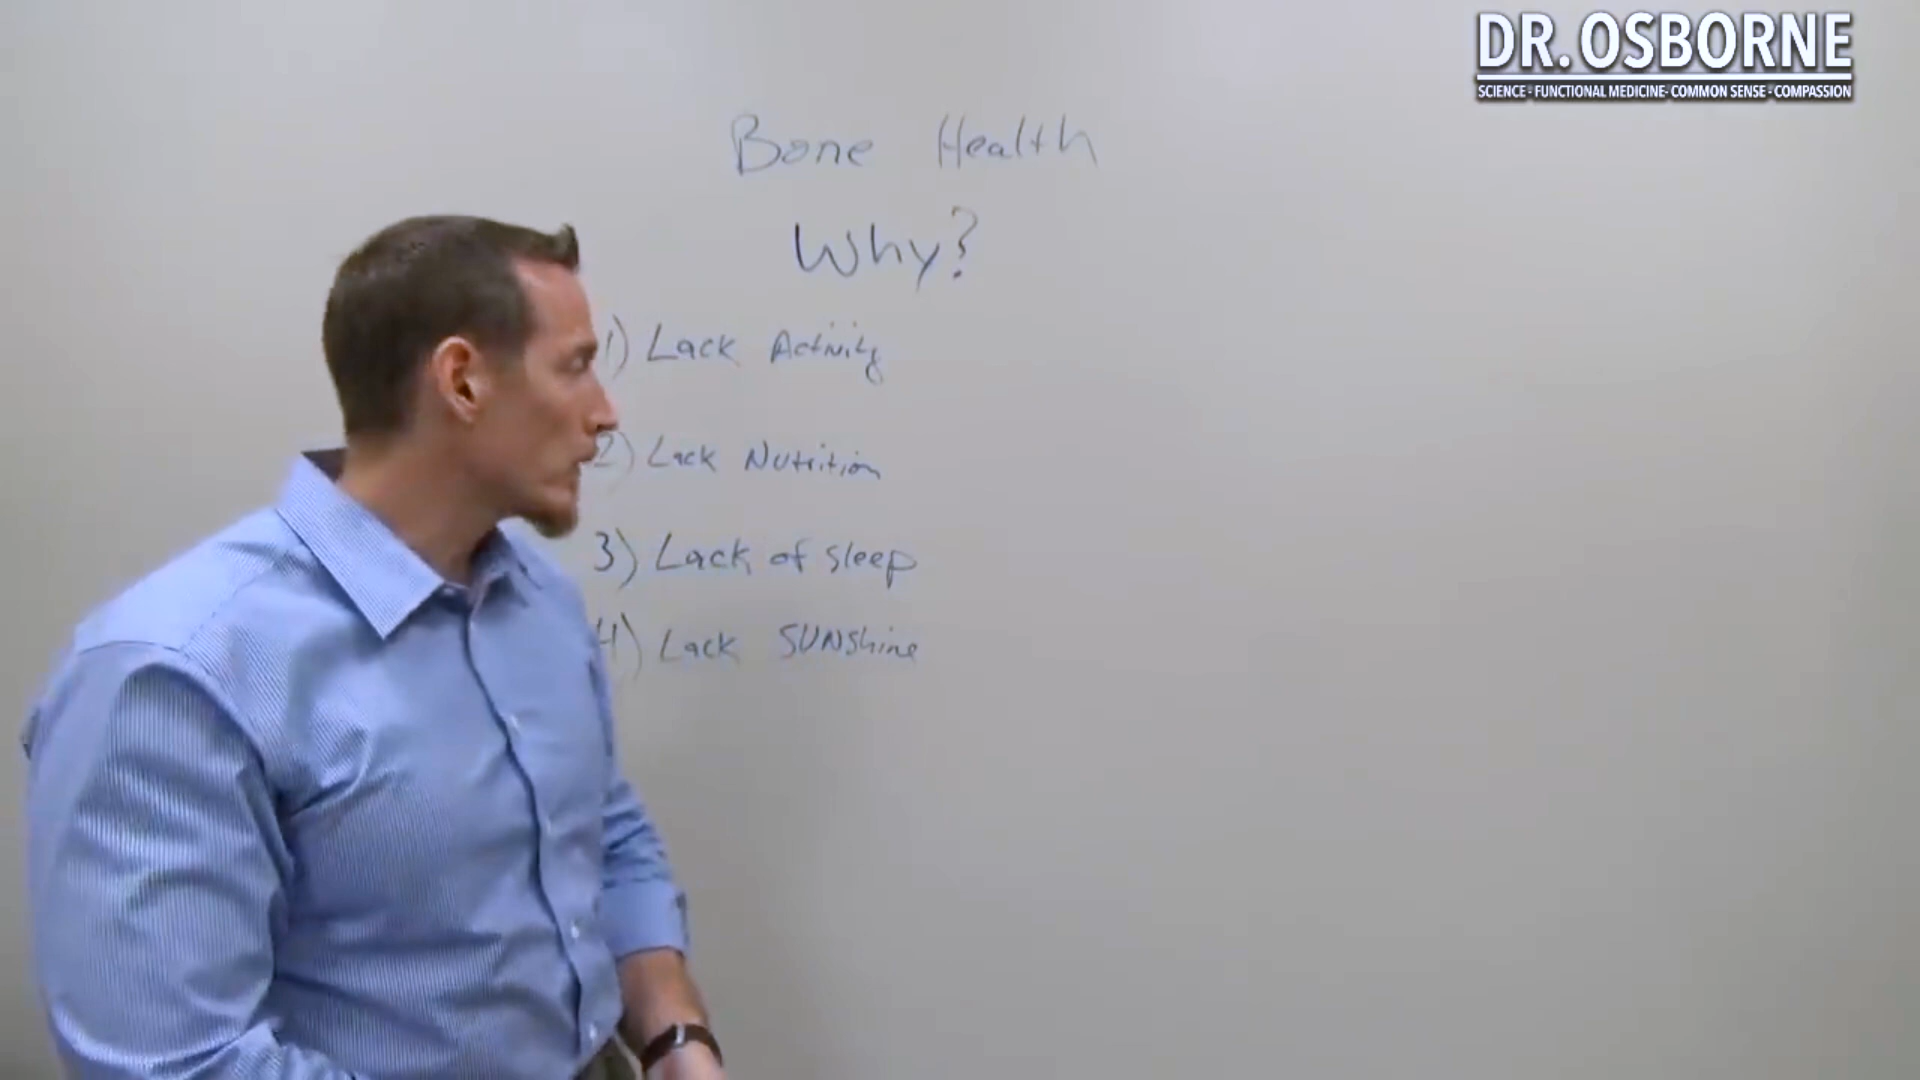 DR. OSBORNE
SCIENCE - FUNCTIONAL MEDICINE - COMMON SENSE - COMPASSION
Bone Health
Why?
1) Lack Activity
2) Lack Nutrition
3) Lack of sleep
4) Lack SUNShine